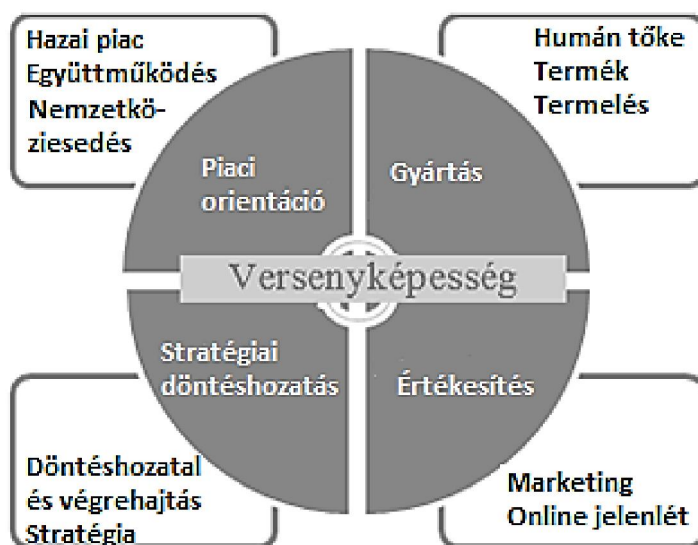 Hazai piac
Együttműködés
Nemzetkö-
ziesedés
Humán tőke
Termék
Termelés
Piaci
orientáció
Gyártás
Versenyképesség
Stratégiai
döntéshozatás
Értékesítés
Döntéshozatal
és végrehajtás
Stratégia
Marketing
Online jelenlét